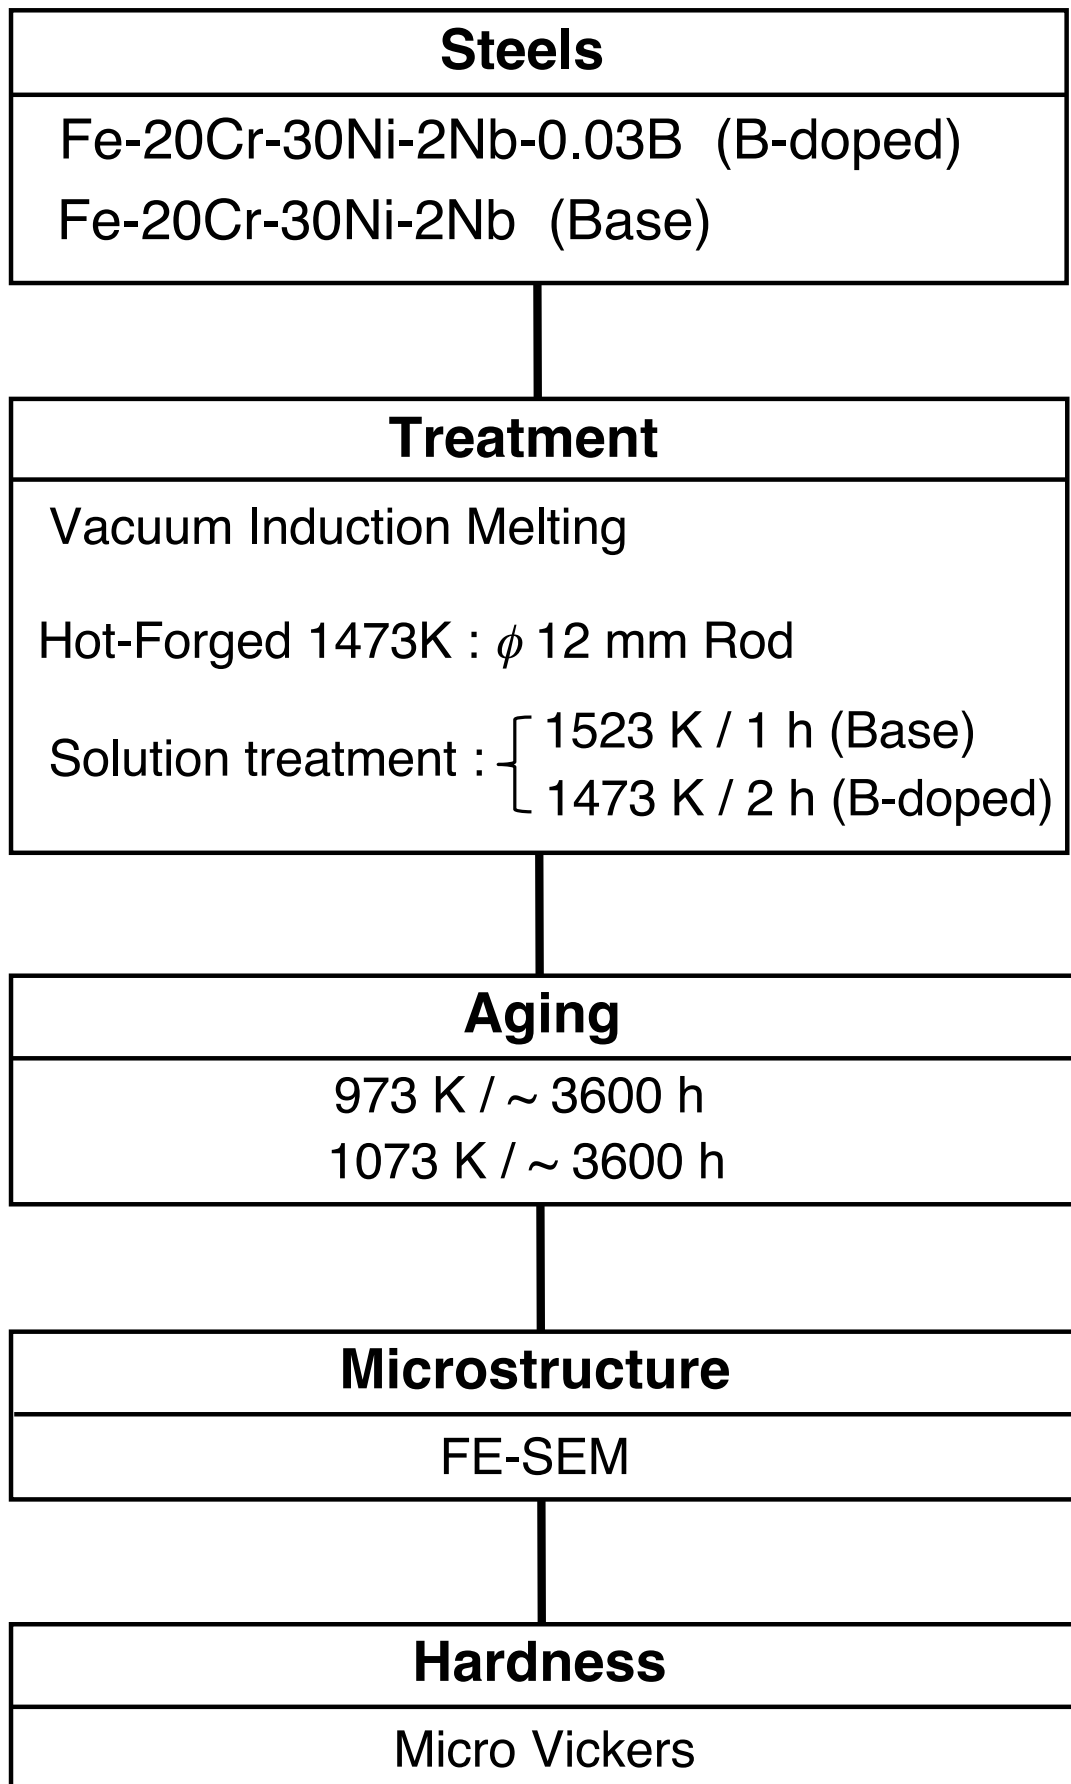 Steels
Fe-20Cr-30Ni-2Nb-0.03B (B-doped)
Fe-20Cr-30Ni-2Nb (Base)
Treatment
Vacuum Induction Melting
Hot-Forged 1473K : ϕ 12 mm Rod
Solution treatment : 1523 K / 1 h (Base)
1473 K / 2 h (B-doped)
Aging
973 K / ~ 3600 h
1073 K / ~ 3600 h
Microstructure
FE-SEM
Hardness
Micro Vickers